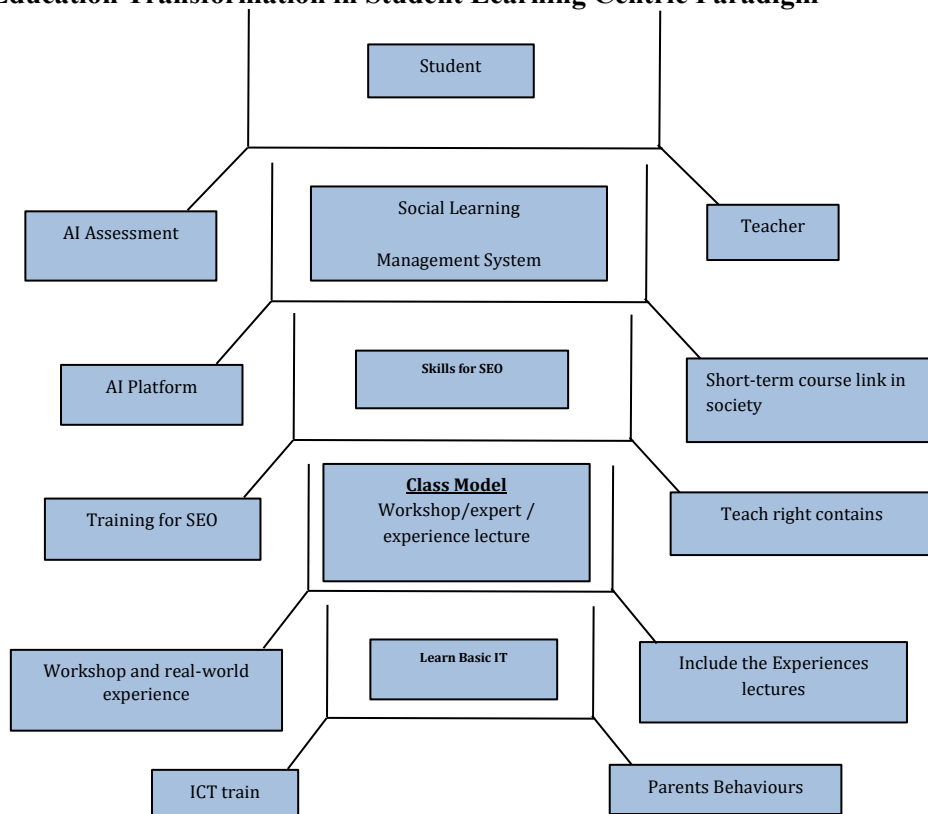 Education Transformation in Student Learning Centric Paradigm
Student
Social Learning
Management System
AI Assessment
Teacher
Skills for SEO
AI Platform
Short-term course link in
society
Class Model
Workshop/expert /
experience lecture
Training for SEO
Teach right contains
Learn Basic IT
Workshop and real-world
experience
Include the Experiences
lectures
ICT train
Parents Behaviours